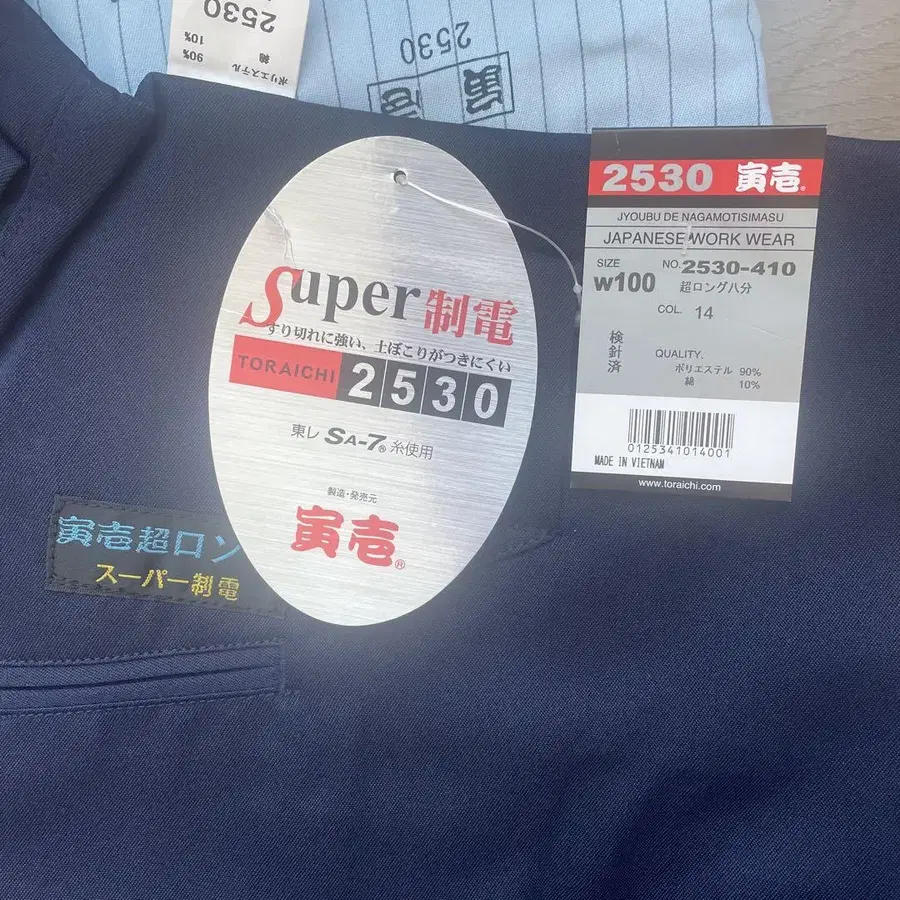 2530
綿
10%
ポリエステル
90%
2530
寅壱
Super制電
すり切れに強い、土ぼこりがつきにくい
TORAICHI 2530
東レ SA-7® 糸使用
製造・発売元
寅壱®
2530 寅壱®
JYOUBU DE NAGAMOTISIMASU
JAPANESE WORK WEAR
SIZE
W100
NO. 2530-410
超ロング八分
COL. 14
検針済
QUALITY.
ポリエステル 90%
綿 10%
0125341014001
MADE IN VIETNAM
www.toraichi.com
寅壱超ロン
スーパー制電